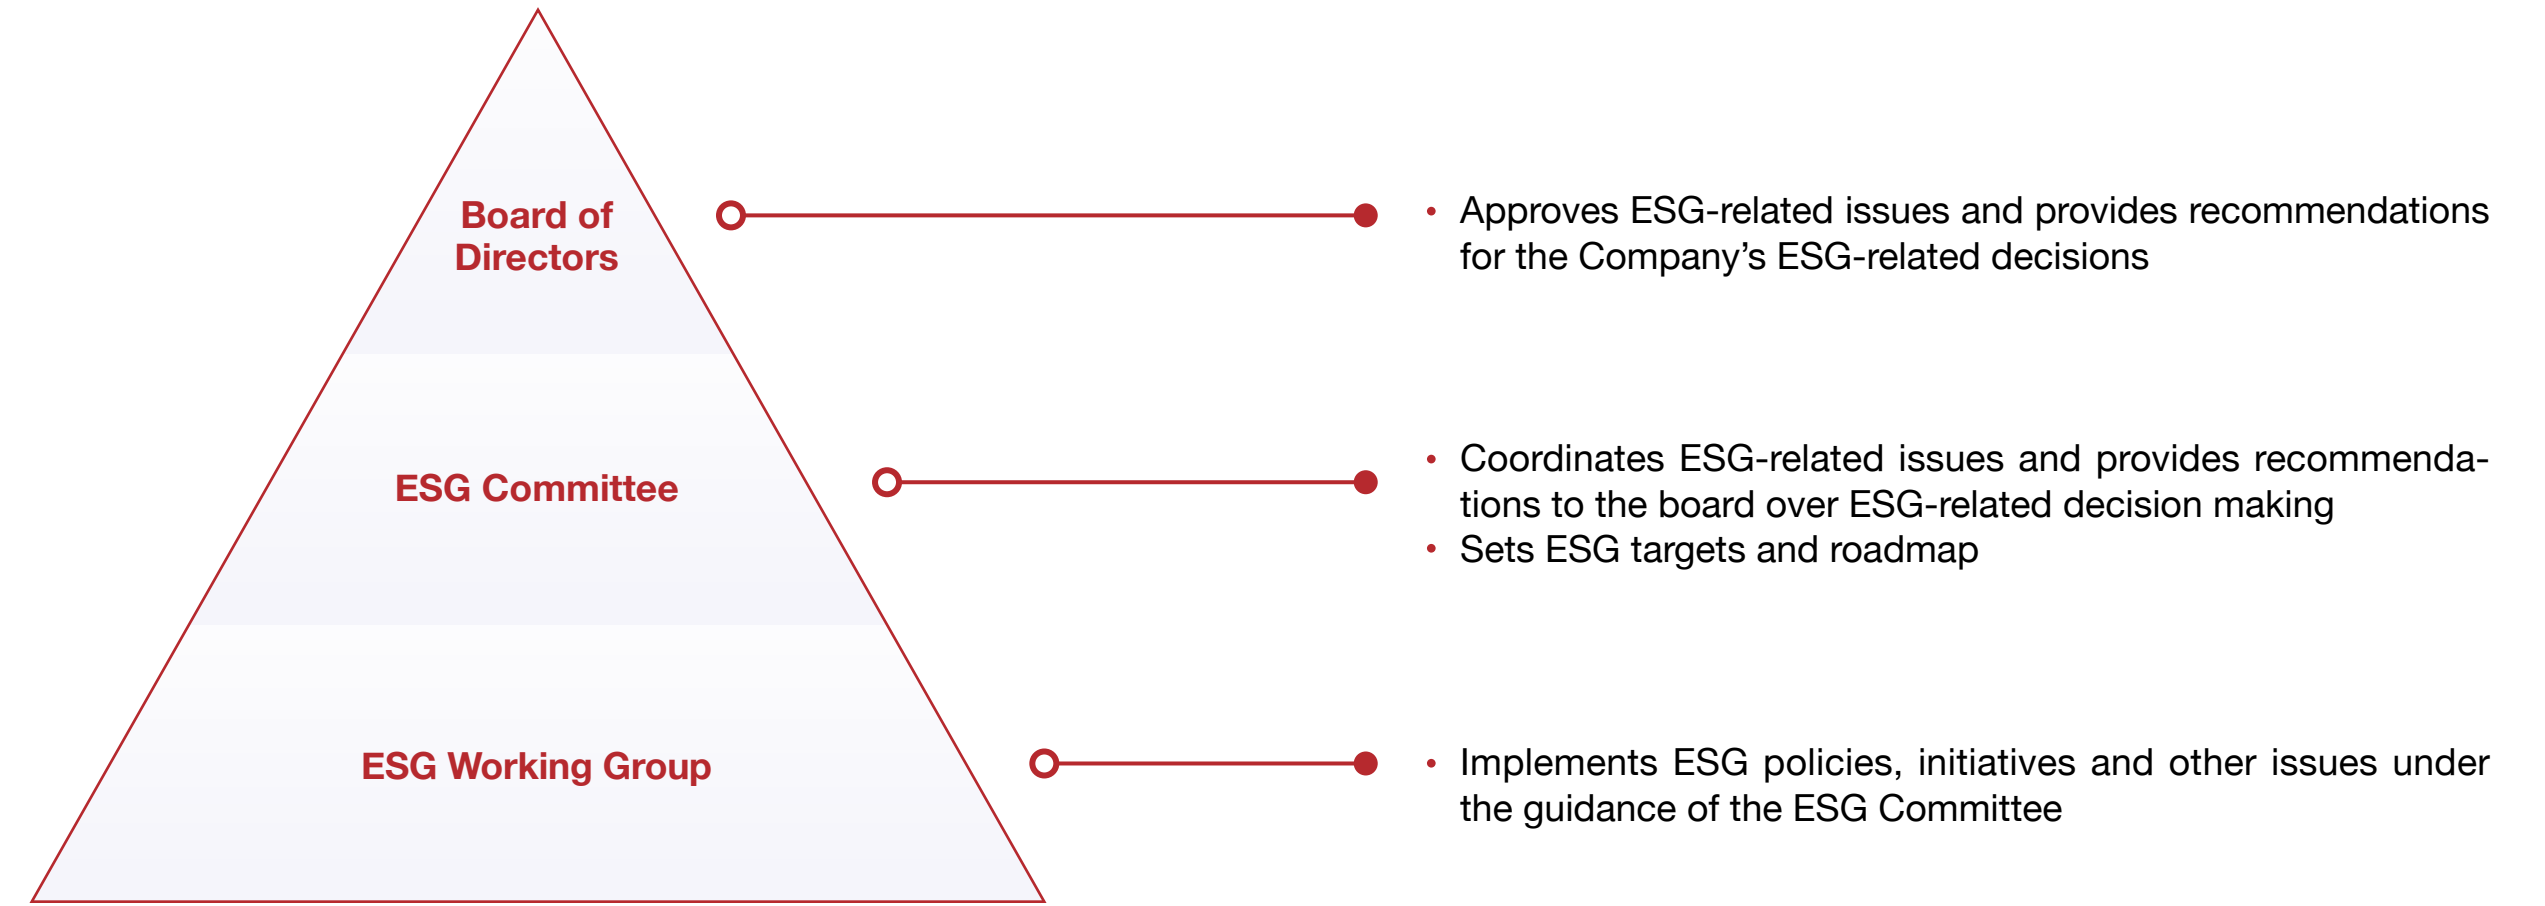 Board of
Directors
• Approves ESG-related issues and provides recommendations
for the Company’s ESG-related decisions
ESG Committee
• Coordinates ESG-related issues and provides recommenda-
tions to the board over ESG-related decision making
• Sets ESG targets and roadmap
ESG Working Group
• Implements ESG policies, initiatives and other issues under
the guidance of the ESG Committee